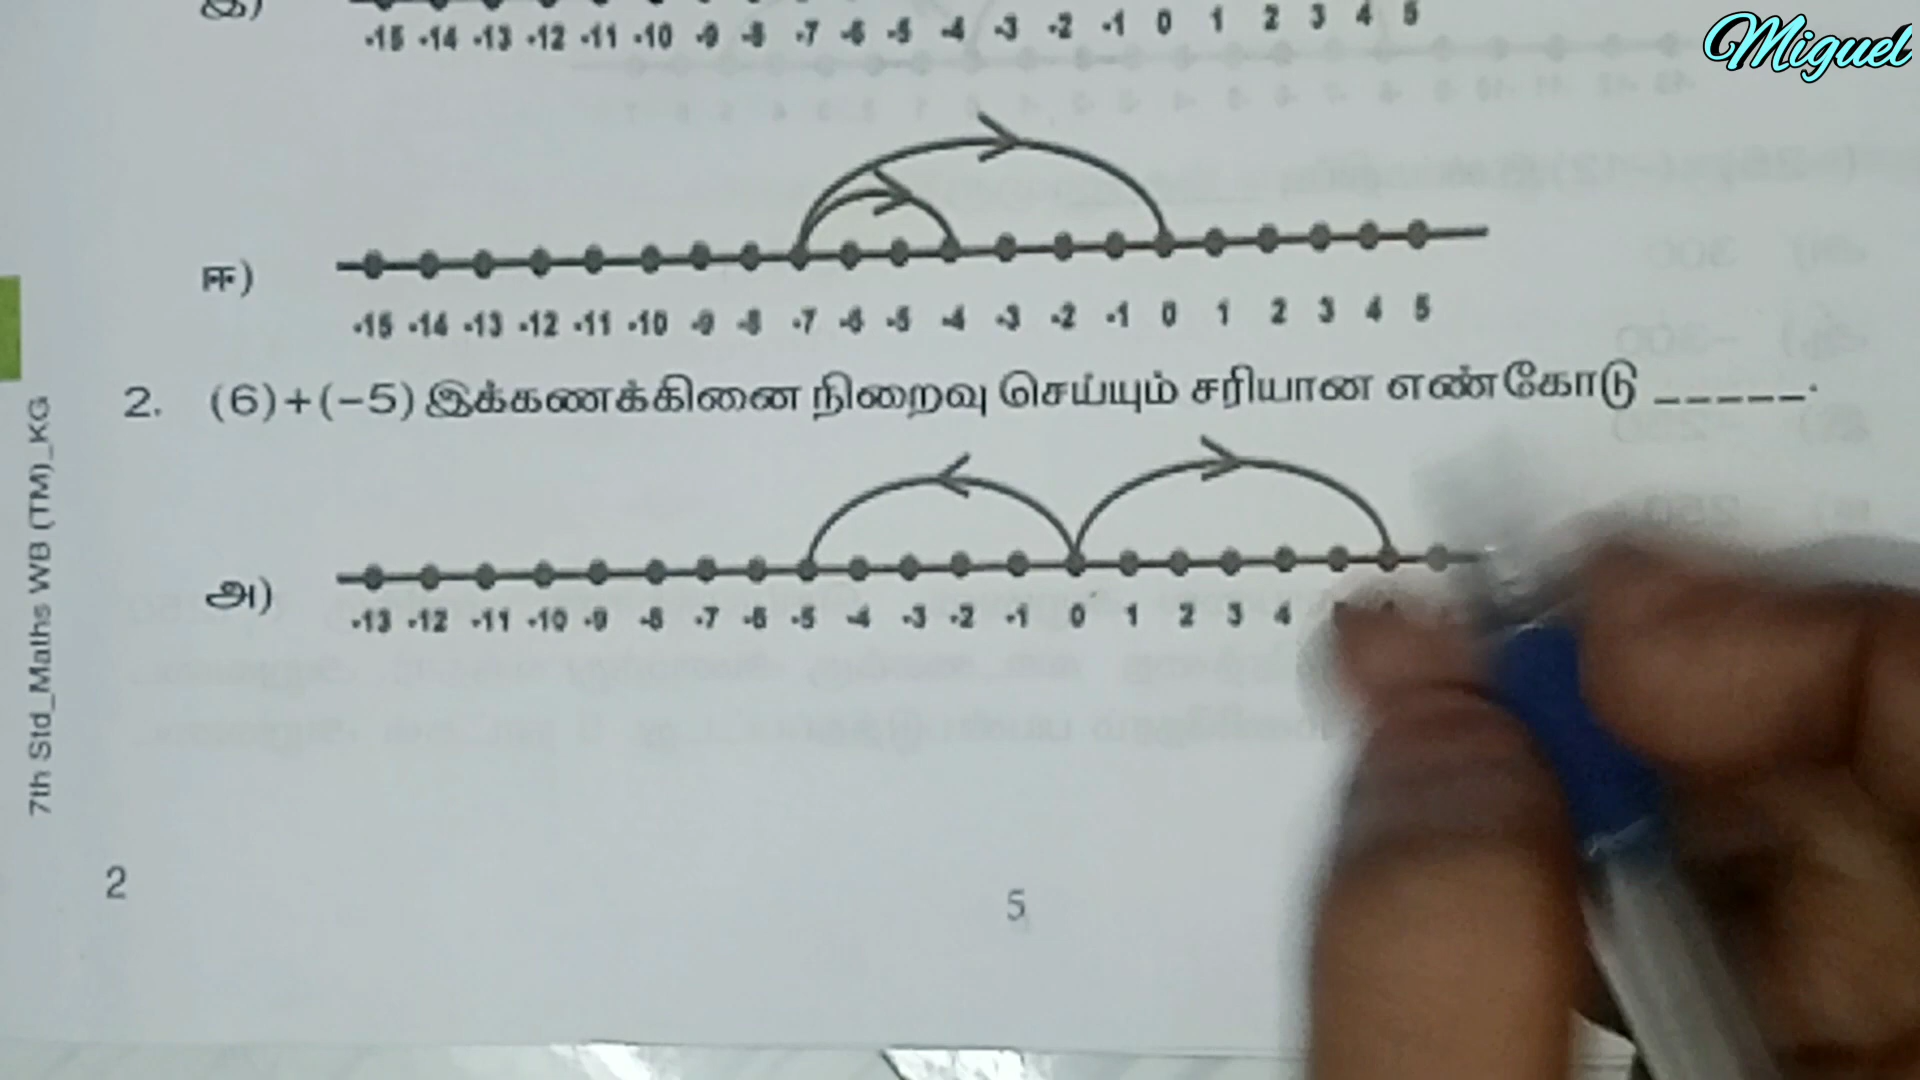 இ)
-15 -14 -13 -12 -11 -10 -9 -8 -7 -6 -5 -4 -3 -2 -1 0 1 2 3 4 5
Miguel
ஈ)
-15 -14 -13 -12 -11 -10 -9 -8 -7 -6 -5 -4 -3 -2 -1 0 1 2 3 4 5
2. (6)+(−5) இக்கணக்கினை நிறைவு செய்யும் சரியான எண்கோடு _____.
அ)
-13 -12 -11 -10 -9 -8 -7 -6 -5 -4 -3 -2 -1 0 1 2 3 4
7th Std_Maths WB (TM)_KG
2
5